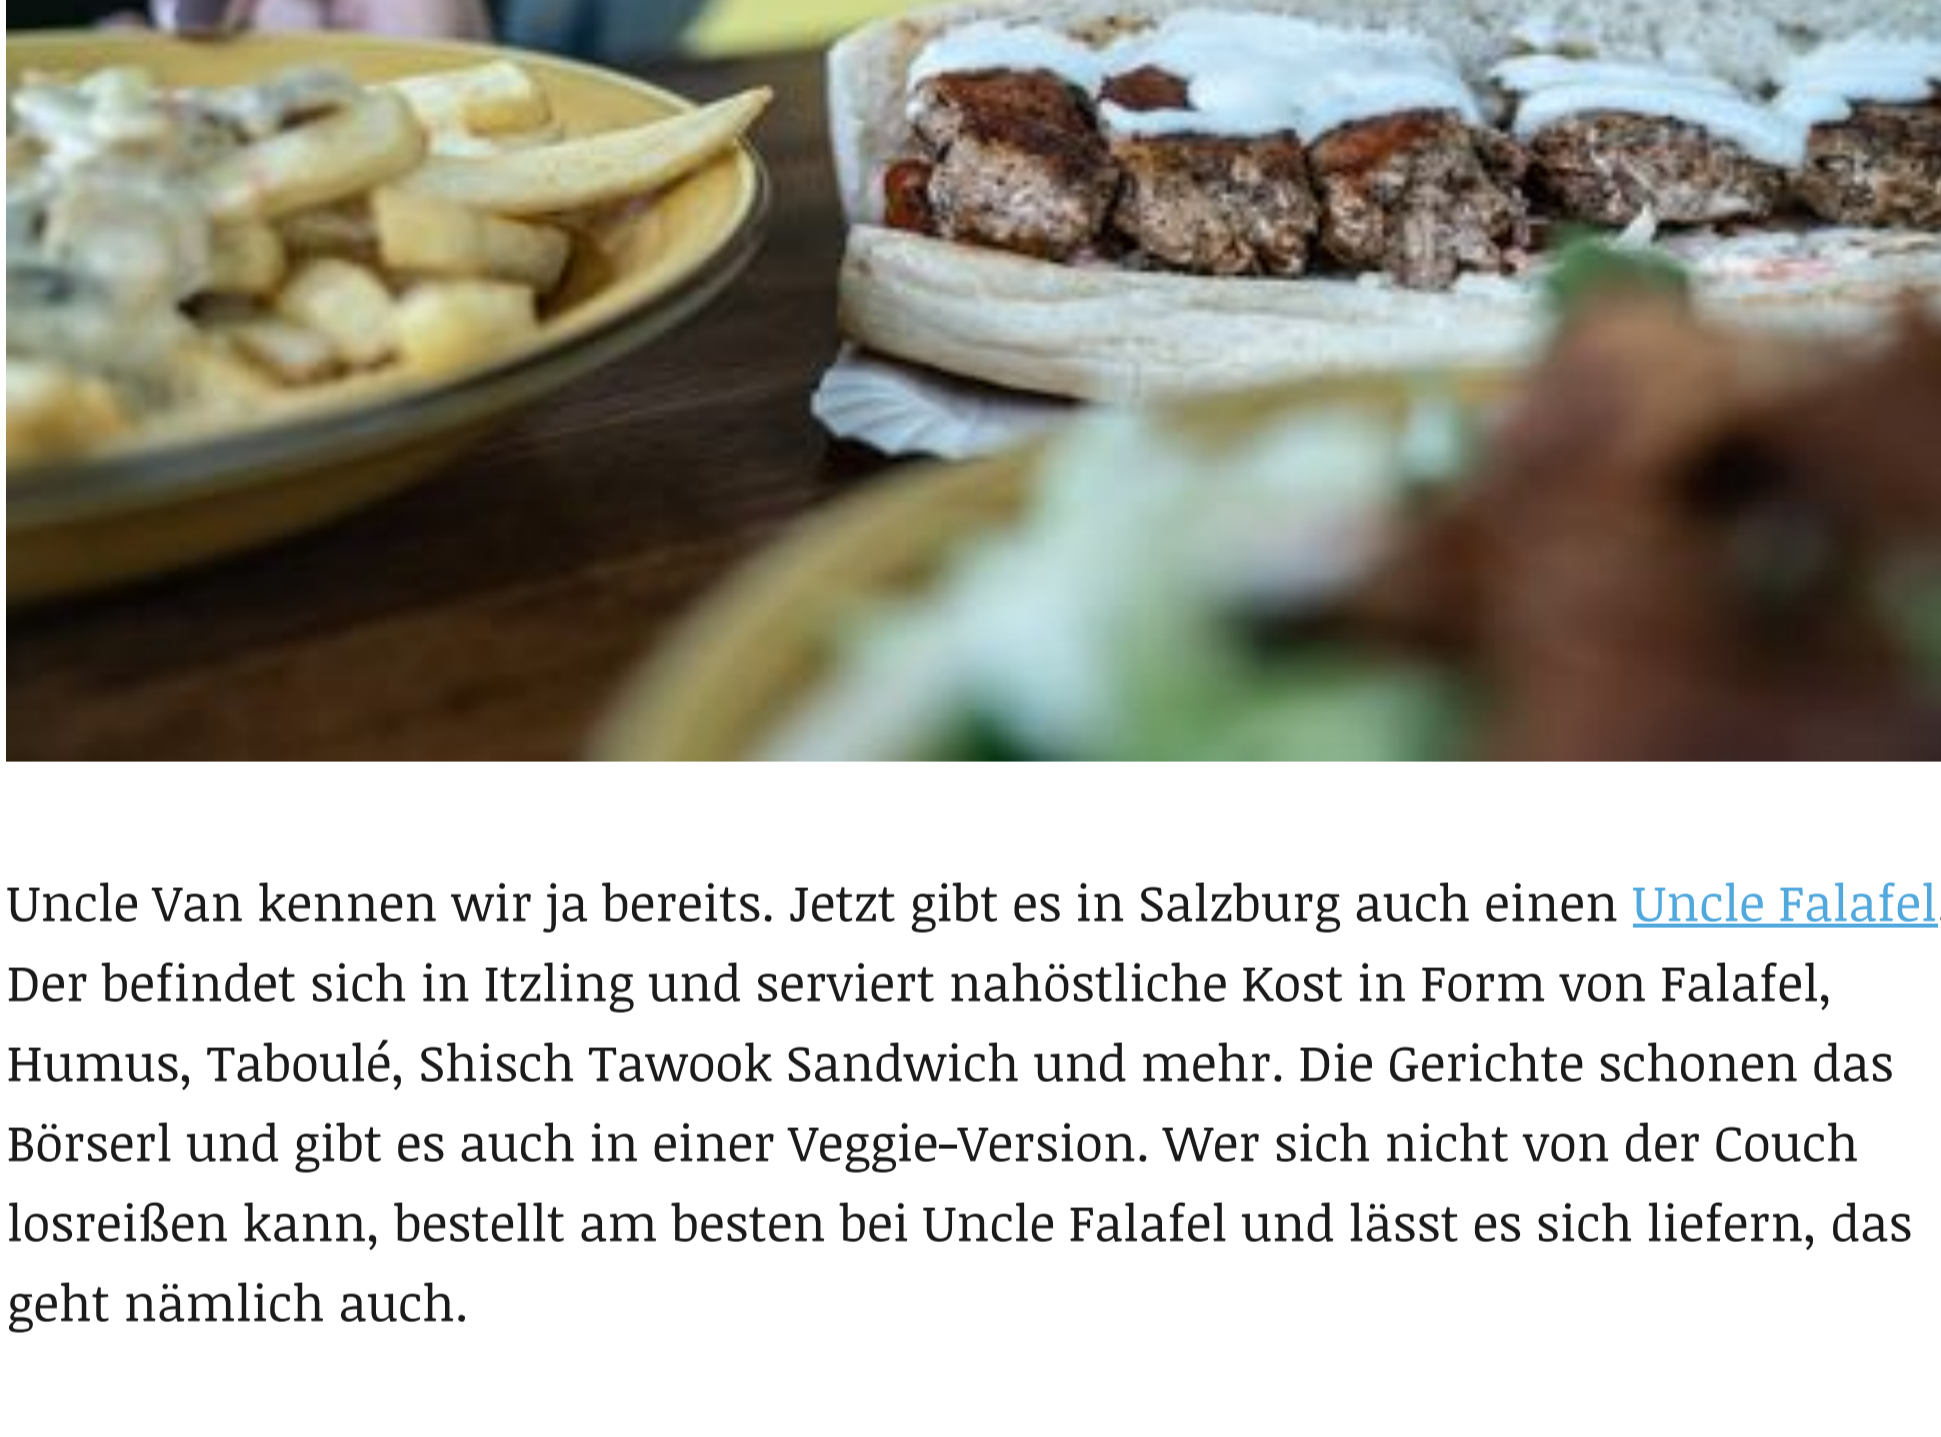 Uncle Van kennen wir ja bereits. Jetzt gibt es in Salzburg auch einen Uncle Falafel.
Der befindet sich in Itzling und serviert nahöstliche Kost in Form von Falafel,
Humus, Taboulé, Shisch Tawook Sandwich und mehr. Die Gerichte schonen das
Börserl und gibt es auch in einer Veggie-Version. Wer sich nicht von der Couch
losreißen kann, bestellt am besten bei Uncle Falafel und lässt es sich liefern, das
geht nämlich auch.